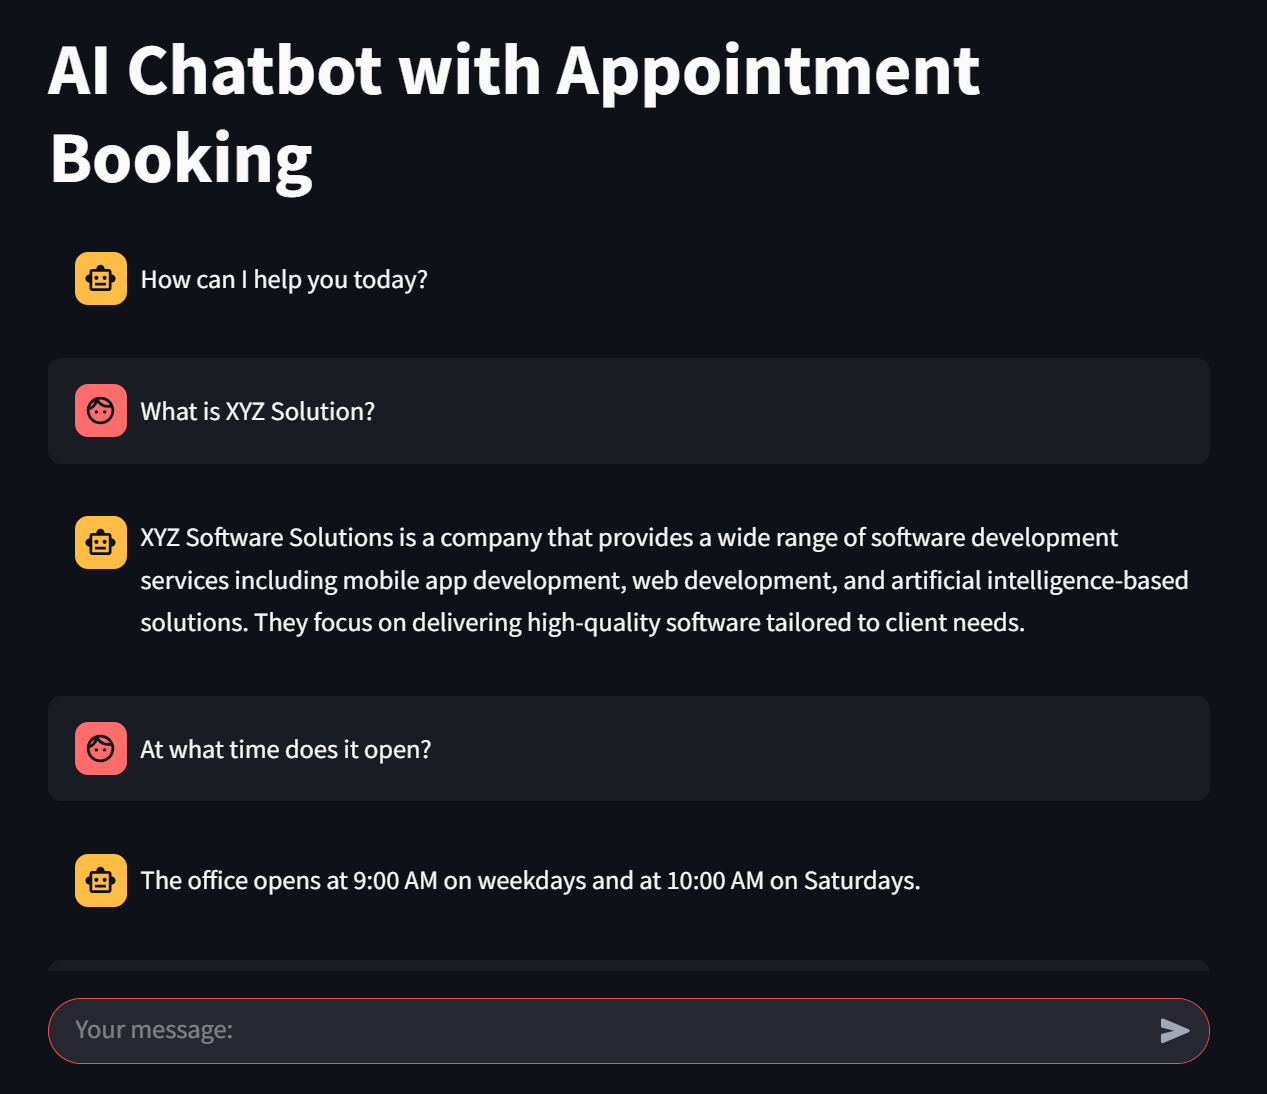 AI Chatbot with Appointment
Booking
How can I help you today?
What is XYZ Solution?
XYZ Software Solutions is a company that provides a wide range of software development
services including mobile app development, web development, and artificial intelligence-based
solutions. They focus on delivering high-quality software tailored to client needs.
At what time does it open?
The office opens at 9:00 AM on weekdays and at 10:00 AM on Saturdays.
Your message: